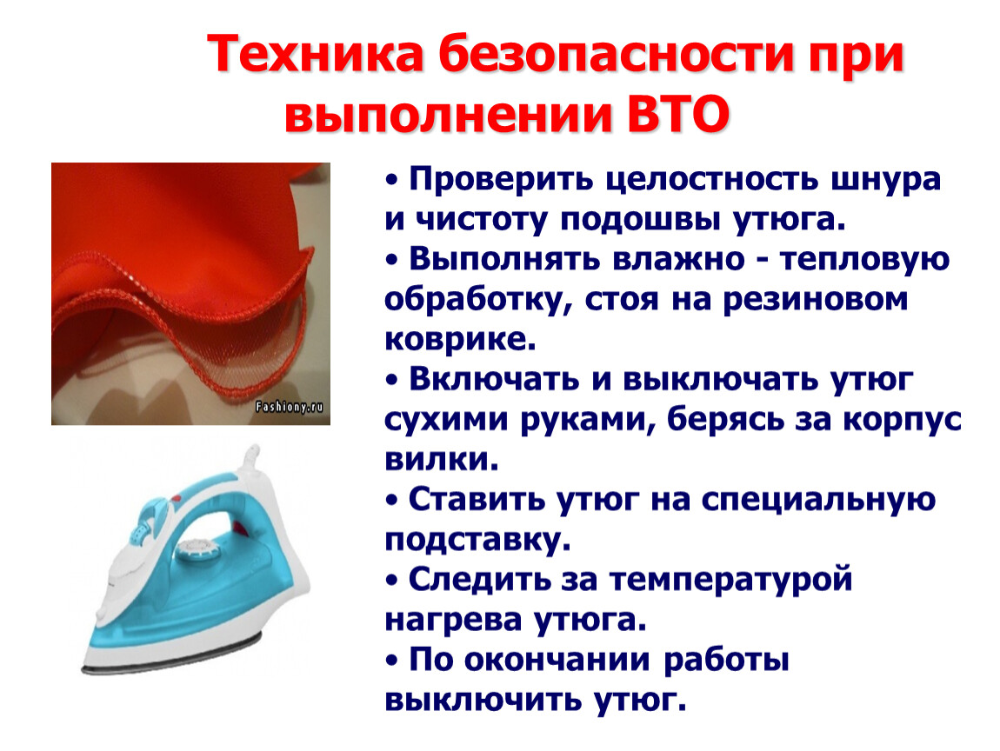 Техника безопасности при
выполнении ВТО
• Проверить целостность шнура
и чистоту подошвы утюга.
• Выполнять влажно - тепловую
обработку, стоя на резиновом
коврике.
• Включать и выключать утюг
сухими руками, берясь за корпус
вилки.
• Ставить утюг на специальную
подставку.
• Следить за температурой
нагрева утюга.
• По окончании работы
выключить утюг.
Fashiony.ru